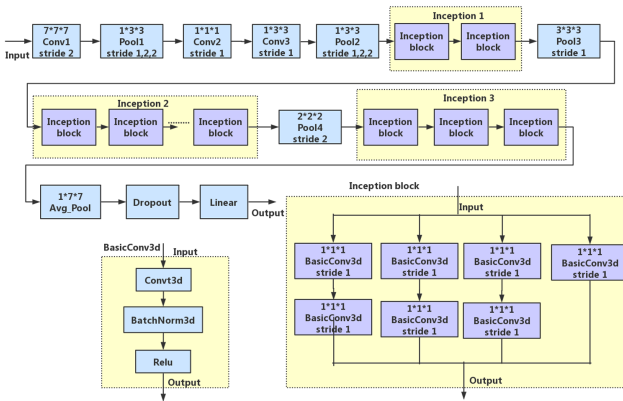 Input
7*7*7
Conv1
stride 2
1*3*3
Pool1
stride 1,2,2
1*1*1
Conv2
stride 1
1*3*3
Conv3
stride 1
1*3*3
Pool2
stride 1,2,2
Inception 1
Inception
block
Inception
block
3*3*3
Pool3
stride 1
Inception 2
Inception
block
Inception
block
........
Inception
block
2*2*2
Pool4
stride 2
Inception 3
Inception
block
Inception
block
Inception
block
1*7*7
Avg_Pool
Dropout
Linear
Output
BasicConv3d
Input
Convt3d
BatchNorm3d
Relu
Output
Inception block
Input
1*1*1
BasicConv3d
stride 1
1*1*1
BasicConv3d
stride 1
1*1*1
BasicConv3d
stride 1
1*1*1
BasicConv3d
stride 1
1*1*1
BasicConv3d
stride 1
1*1*1
BasicConv3d
stride 1
1*1*1
BasicConv3d
stride 1
Output